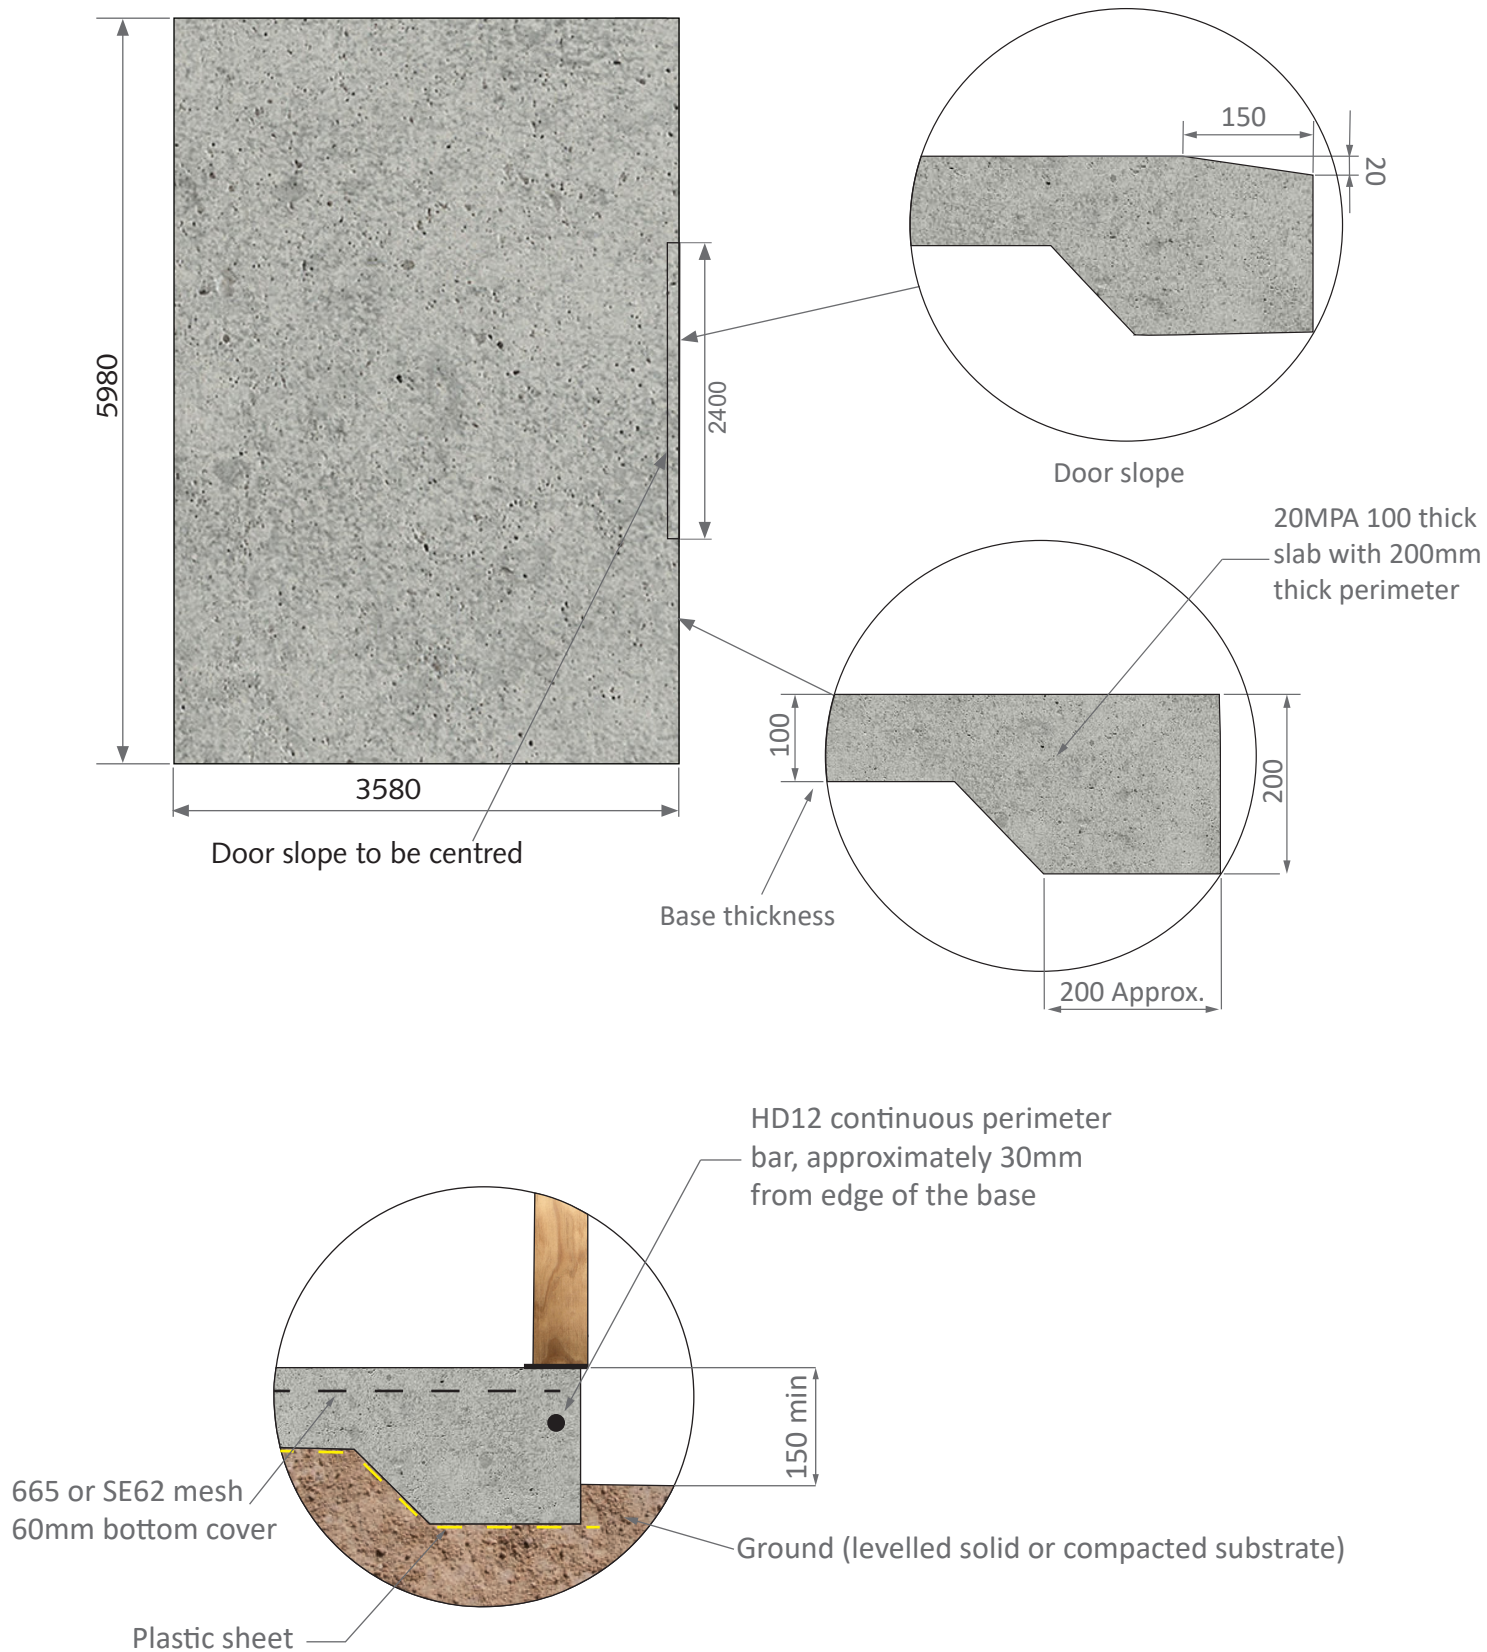 150
20
5980
2400
Door slope
20MPA 100 thick
slab with 200mm
thick perimeter
100
200
3580
Door slope to be centred
Base thickness
200 Approx.
HD12 continuous perimeter
bar, approximately 30mm
from edge of the base
150 min
665 or SE62 mesh
60mm bottom cover
Ground (levelled solid or compacted substrate)
Plastic sheet